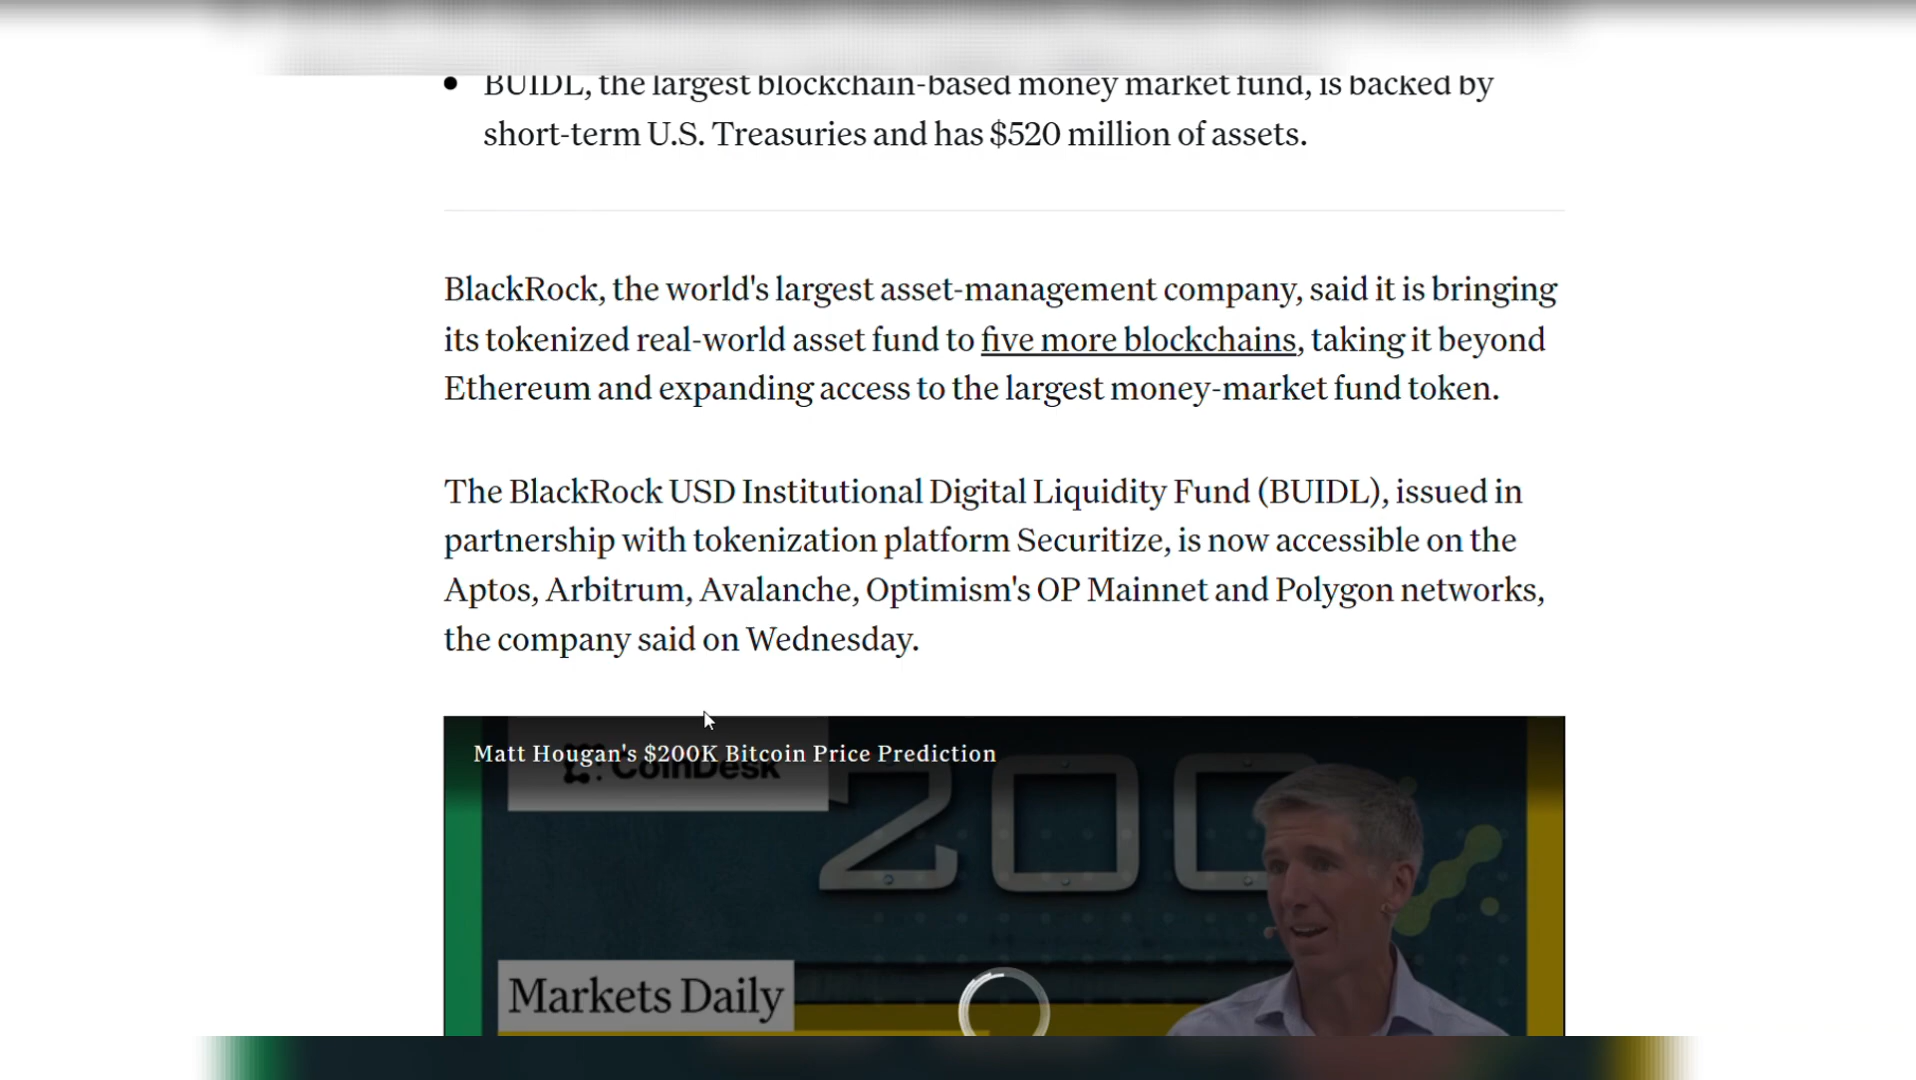 BUIDL, the largest blockchain-based money market fund, is backed by
short-term U.S. Treasuries and has $520 million of assets.
BlackRock, the world's largest asset-management company, said it is bringing
its tokenized real-world asset fund to five more blockchains, taking it beyond
Ethereum and expanding access to the largest money-market fund token.
The BlackRock USD Institutional Digital Liquidity Fund (BUIDL), issued in
partnership with tokenization platform Securitize, is now accessible on the
Aptos, Arbitrum, Avalanche, Optimism's OP Mainnet and Polygon networks,
the company said on Wednesday.
Matt Hougan's $200K Bitcoin Price Prediction
CoinDesk
200
Markets Daily